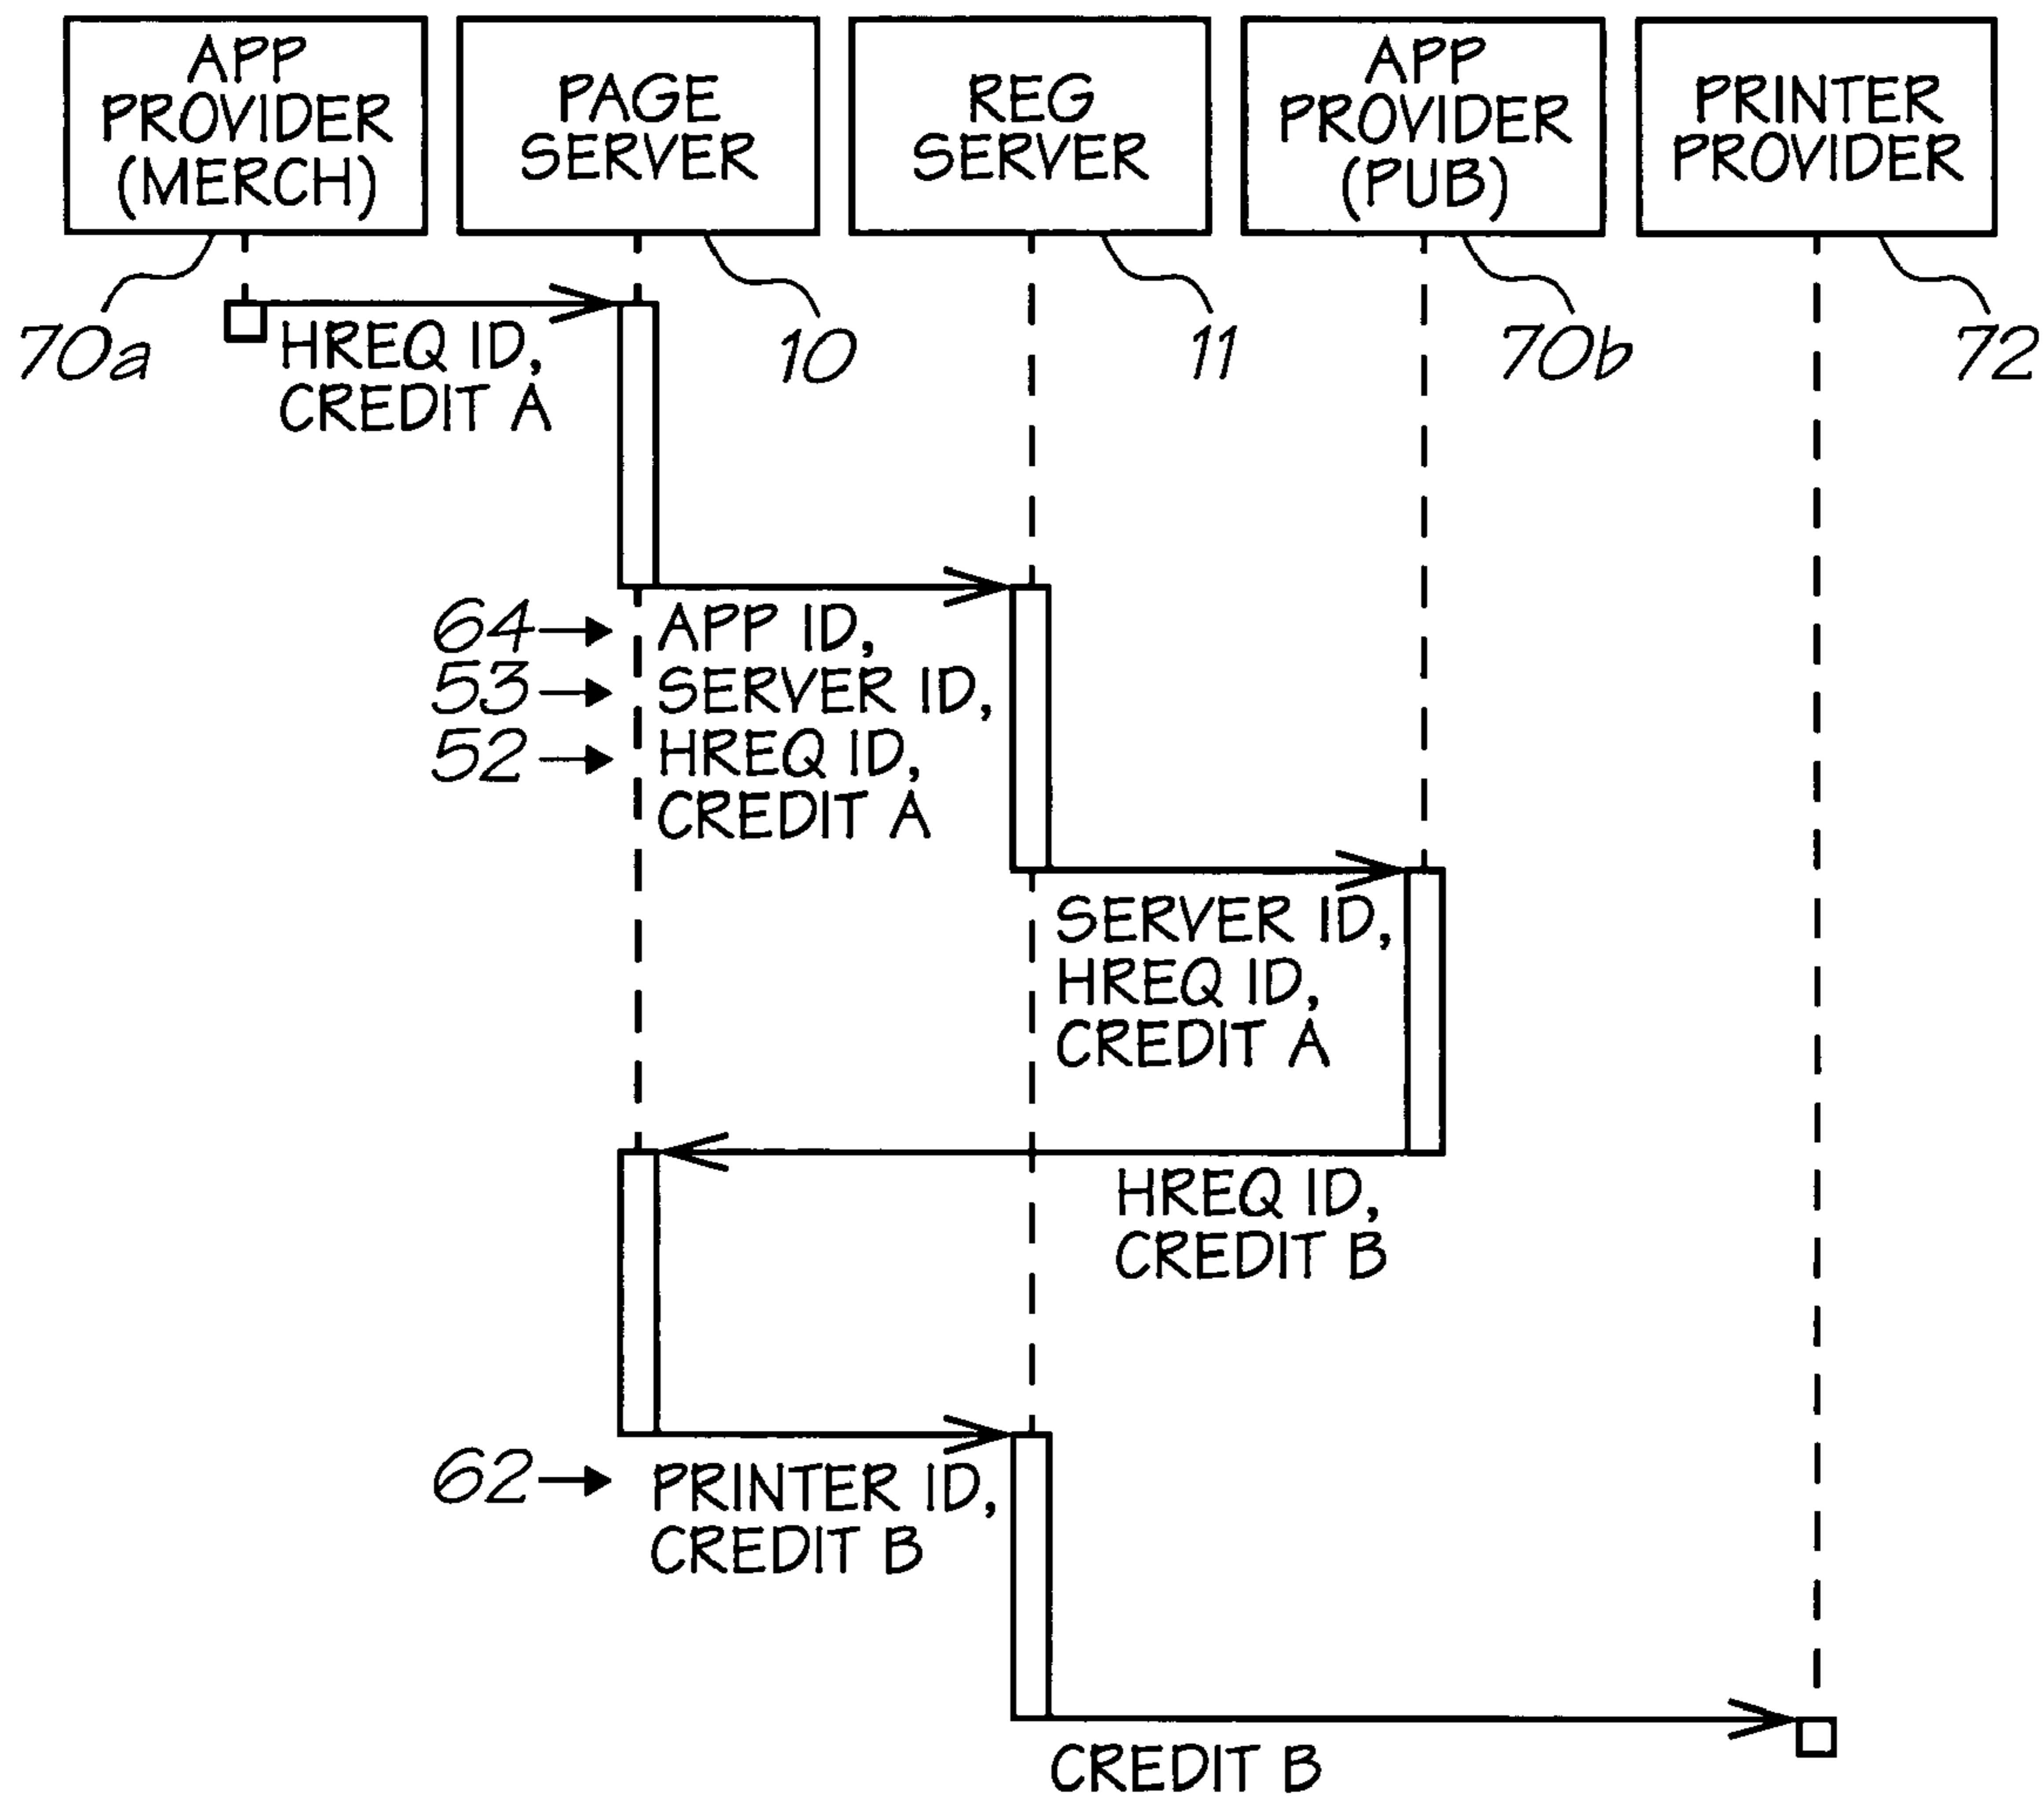 APP
PROVIDER
(MERCH)
PAGE
SERVER
REG
SERVER
APP
PROVIDER
(PUB)
PRINTER
PROVIDER
70a
10
11
70b
72
HREQ ID,
CREDIT A
64
APP ID,
53
SERVER ID,
52
HREQ ID,
CREDIT A
SERVER ID,
HREQ ID,
CREDIT A
HREQ ID,
CREDIT B
62
PRINTER ID,
CREDIT B
CREDIT B